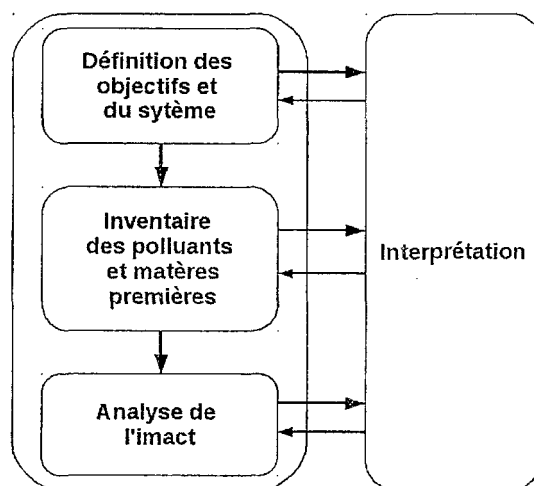 Définition des
objectifs et
du sytème
Inventaire
des polluants
et matères
premières
Interprétation
Analyse de
l'imact